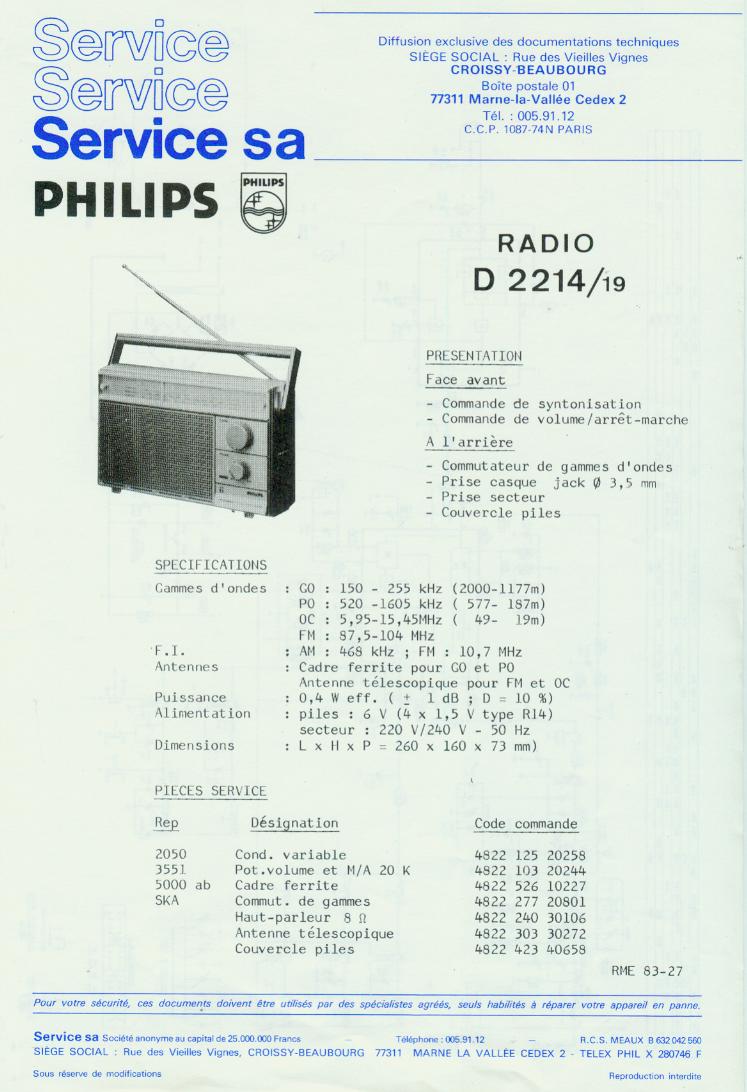 Service
Service
Service sa
Diffusion exclusive des documentations techniques
SIÈGE SOCIAL : Rue des Vieilles Vignes
CROISSY-BEAUBOURG
Boîte postale 01
77311 Marne-la-Vallée Cedex 2
Tél. : 005.91.12
C.C.P. 1087-74N PARIS
PHILIPS
PHILIPS
RADIO
D 2214/19
PRESENTATION
Face avant
- Commande de syntonisation
- Commande de volume/arrêt-marche
A l'arrière
- Commutateur de gammes d'ondes
- Prise casque jack Ø 3,5 mm
- Prise secteur
- Couvercle piles
SPECIFICATIONS
Gammes d'ondes : GO : 150 - 255 kHz (2000-1177m)
PO : 520 -1605 kHz ( 577- 187m)
OC : 5,95-15,45MHz ( 49- 19m)
FM : 87,5-104 MHz
F.I. : AM : 468 kHz ; FM : 10,7 MHz
Antennes : Cadre ferrite pour GO et PO
Antenne télescopique pour FM et OC
Puissance : 0,4 W eff. ( ± 1 dB ; D = 10 %)
Alimentation : piles : 6 V (4 x 1,5 V type R14)
secteur : 220 V/240 V - 50 Hz
Dimensions : L x H x P = 260 x 160 x 73 mm)
PIECES SERVICE
Rep Désignation Code commande
2050 Cond. variable 4822 125 20258
3551 Pot.volume et M/A 20 K 4822 103 20244
5000 ab Cadre ferrite 4822 526 10227
SKA Commut. de gammes 4822 277 20801
Haut-parleur 8 Ω 4822 240 30106
Antenne télescopique 4822 303 30272
Couvercle piles 4822 423 40658
RME 83-27
Pour votre sécurité, ces documents doivent être utilisés par des spécialistes agréés, seuls habilités à réparer votre appareil en panne.
Service sa Société anonyme au capital de 25.000.000 Francs — Téléphone : 005.91.12 — R.C.S. MEAUX B 632 042 560
SIÈGE SOCIAL : Rue des Vieilles Vignes, CROISSY-BEAUBOURG 77311 MARNE LA VALLÉE CEDEX 2 - TELEX PHIL X 280746 F
Sous réserve de modifications Reproduction interdite